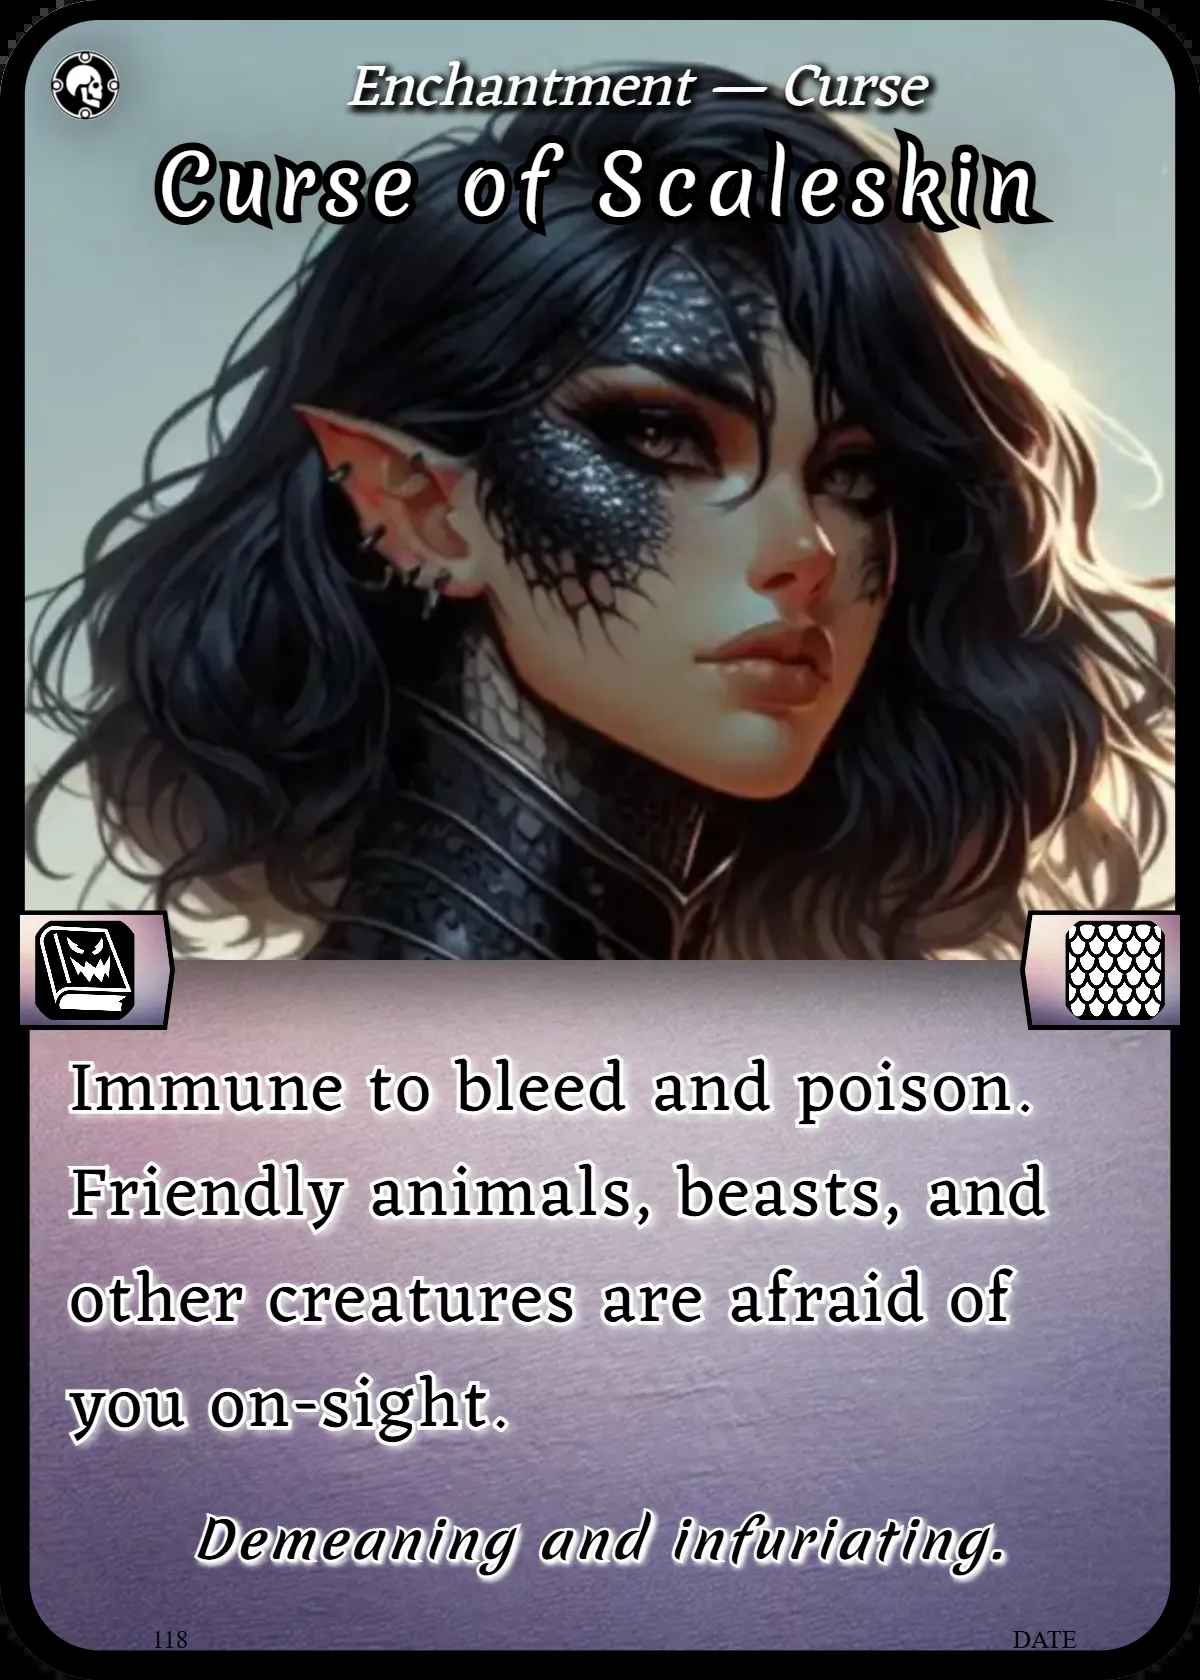 Enchantment — Curse
Curse of Scaleskin
Immune to bleed and poison.
Friendly animals, beasts, and
other creatures are afraid of
you on-sight.
Demeaning and infuriating.
118 DATE